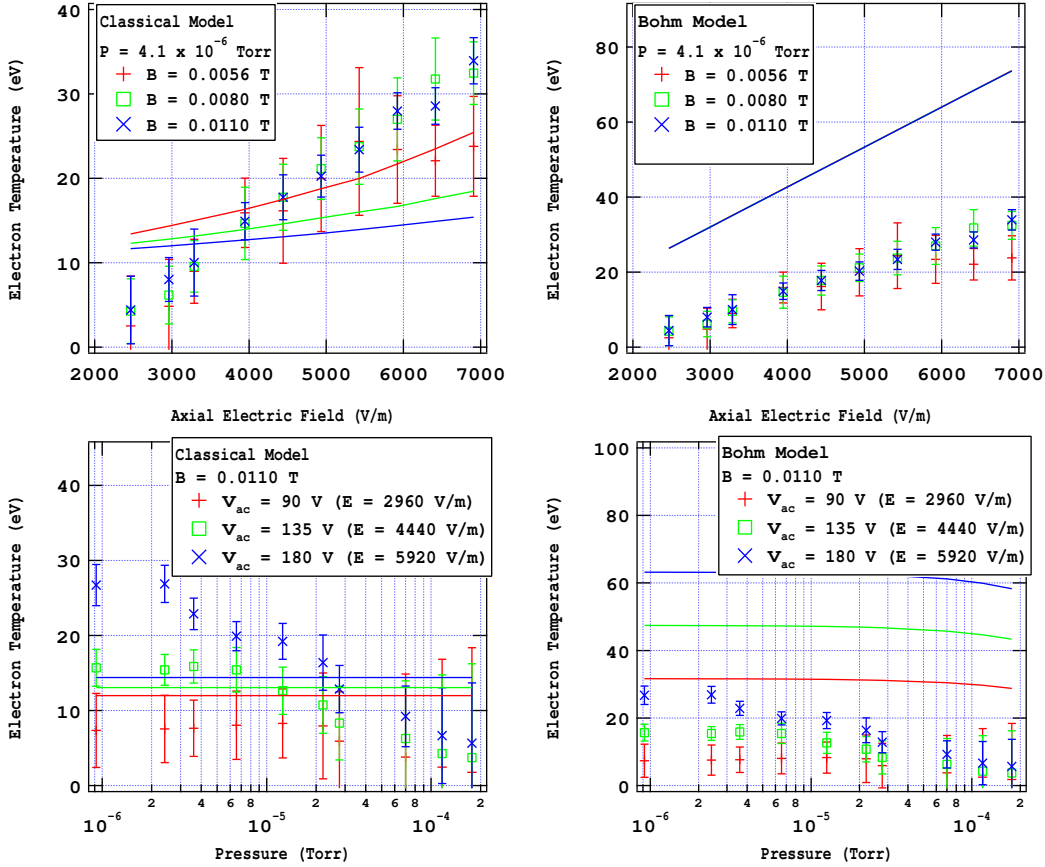 Classical Model
P = 4.1 x 10^-6 Torr
B = 0.0056 T
B = 0.0080 T
B = 0.0110 T
Electron Temperature (eV)
40
30
20
10
0
2000 3000 4000 5000 6000 7000
Axial Electric Field (V/m)
Bohm Model
P = 4.1 x 10^-6 Torr
B = 0.0056 T
B = 0.0080 T
B = 0.0110 T
Electron Temperature (eV)
80
60
40
20
0
2000 3000 4000 5000 6000 7000
Axial Electric Field (V/m)
Classical Model
B = 0.0110 T
V_ac = 90 V (E = 2960 V/m)
V_ac = 135 V (E = 4440 V/m)
V_ac = 180 V (E = 5920 V/m)
Electron Temperature (eV)
40
30
20
10
0
2 4 6 8 2 4 6 8 2
10^-6 10^-5 10^-4
Pressure (Torr)
Bohm Model
B = 0.0110 T
V_ac = 90 V (E = 2960 V/m)
V_ac = 135 V (E = 4440 V/m)
V_ac = 180 V (E = 5920 V/m)
Electron Temperature (eV)
100
80
60
40
20
0
2 4 6 8 2 4 6 8 2
10^-6 10^-5 10^-4
Pressure (Torr)